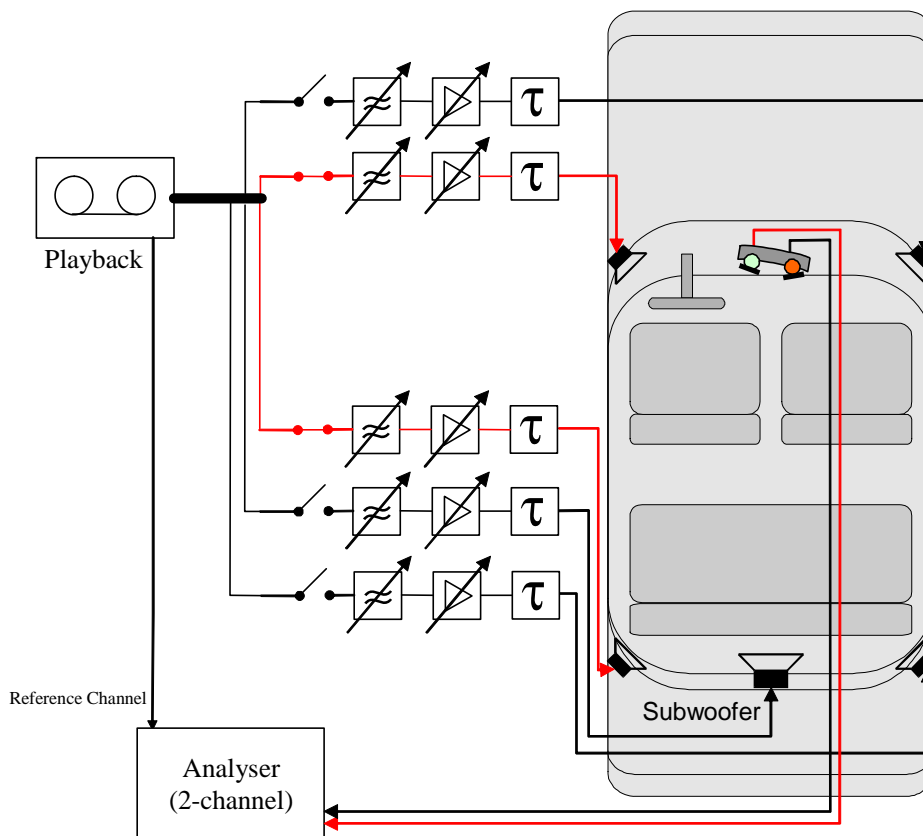 τ
τ
Playback
τ
τ
τ
Reference Channel
Subwoofer
Analyser
(2-channel)